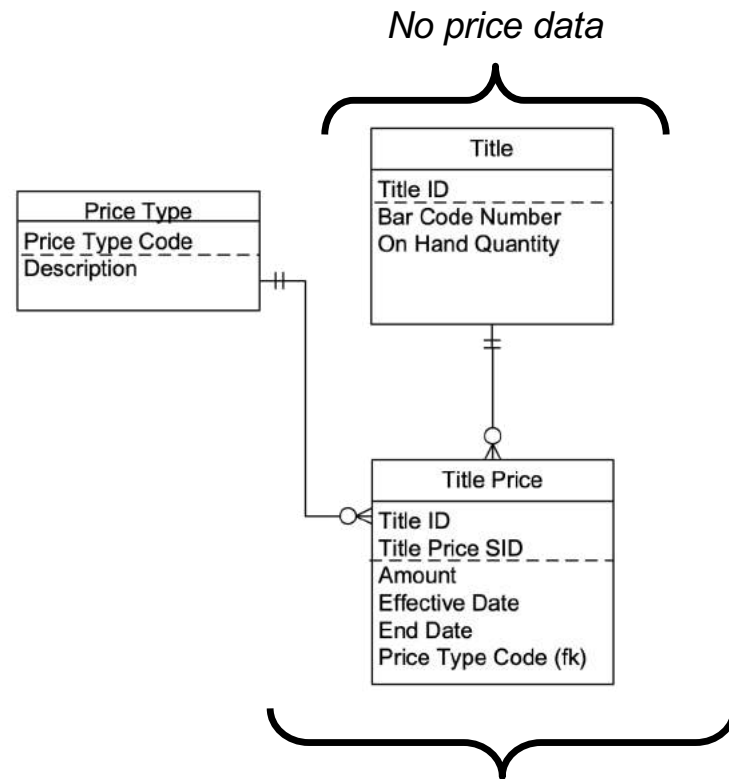 No price data
Title
Title ID
Bar Code Number
On Hand Quantity
Price Type
Price Type Code
Description
Title Price
Title ID
Title Price SID
Amount
Effective Date
End Date
Price Type Code (fk)